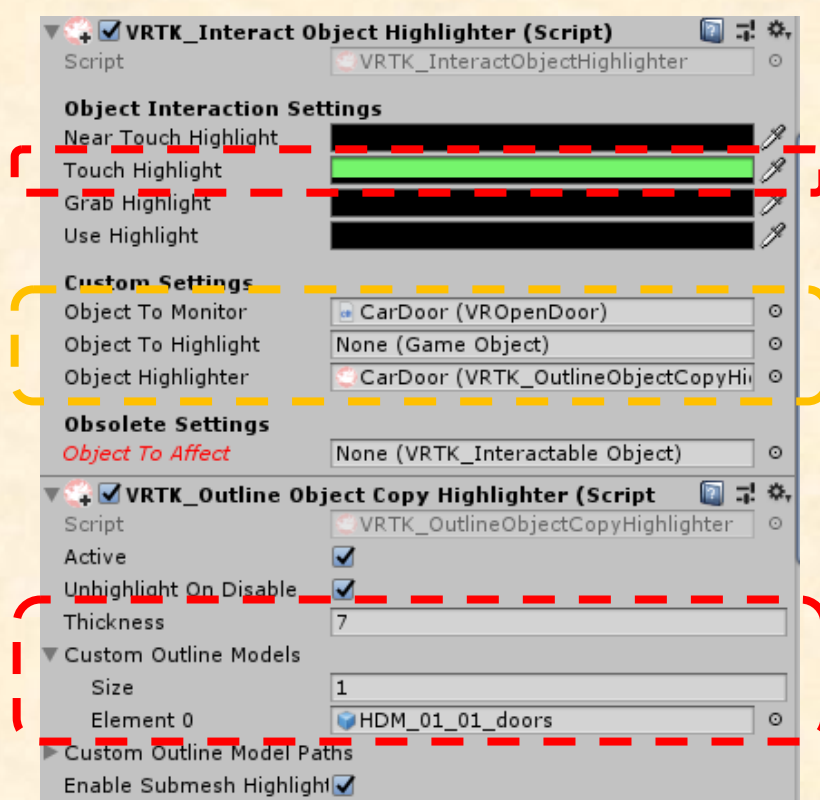 VRTK_Interact Object Highlighter (Script)
Script VRTK_InteractObjectHighlighter
Object Interaction Settings
Near Touch Highlight
Touch Highlight
Grab Highlight
Use Highlight
Custom Settings
Object To Monitor CarDoor (VROpenDoor)
Object To Highlight None (Game Object)
Object Highlighter CarDoor (VRTK_OutlineObjectCopyHi
Obsolete Settings
Object To Affect None (VRTK_Interactable Object)
VRTK_Outline Object Copy Highlighter (Script
Script VRTK_OutlineObjectCopyHighlighter
Active
Unhighlight On Disable
Thickness 7
Custom Outline Models
Size 1
Element 0 HDM_01_01_doors
Custom Outline Model Paths
Enable Submesh Highlight